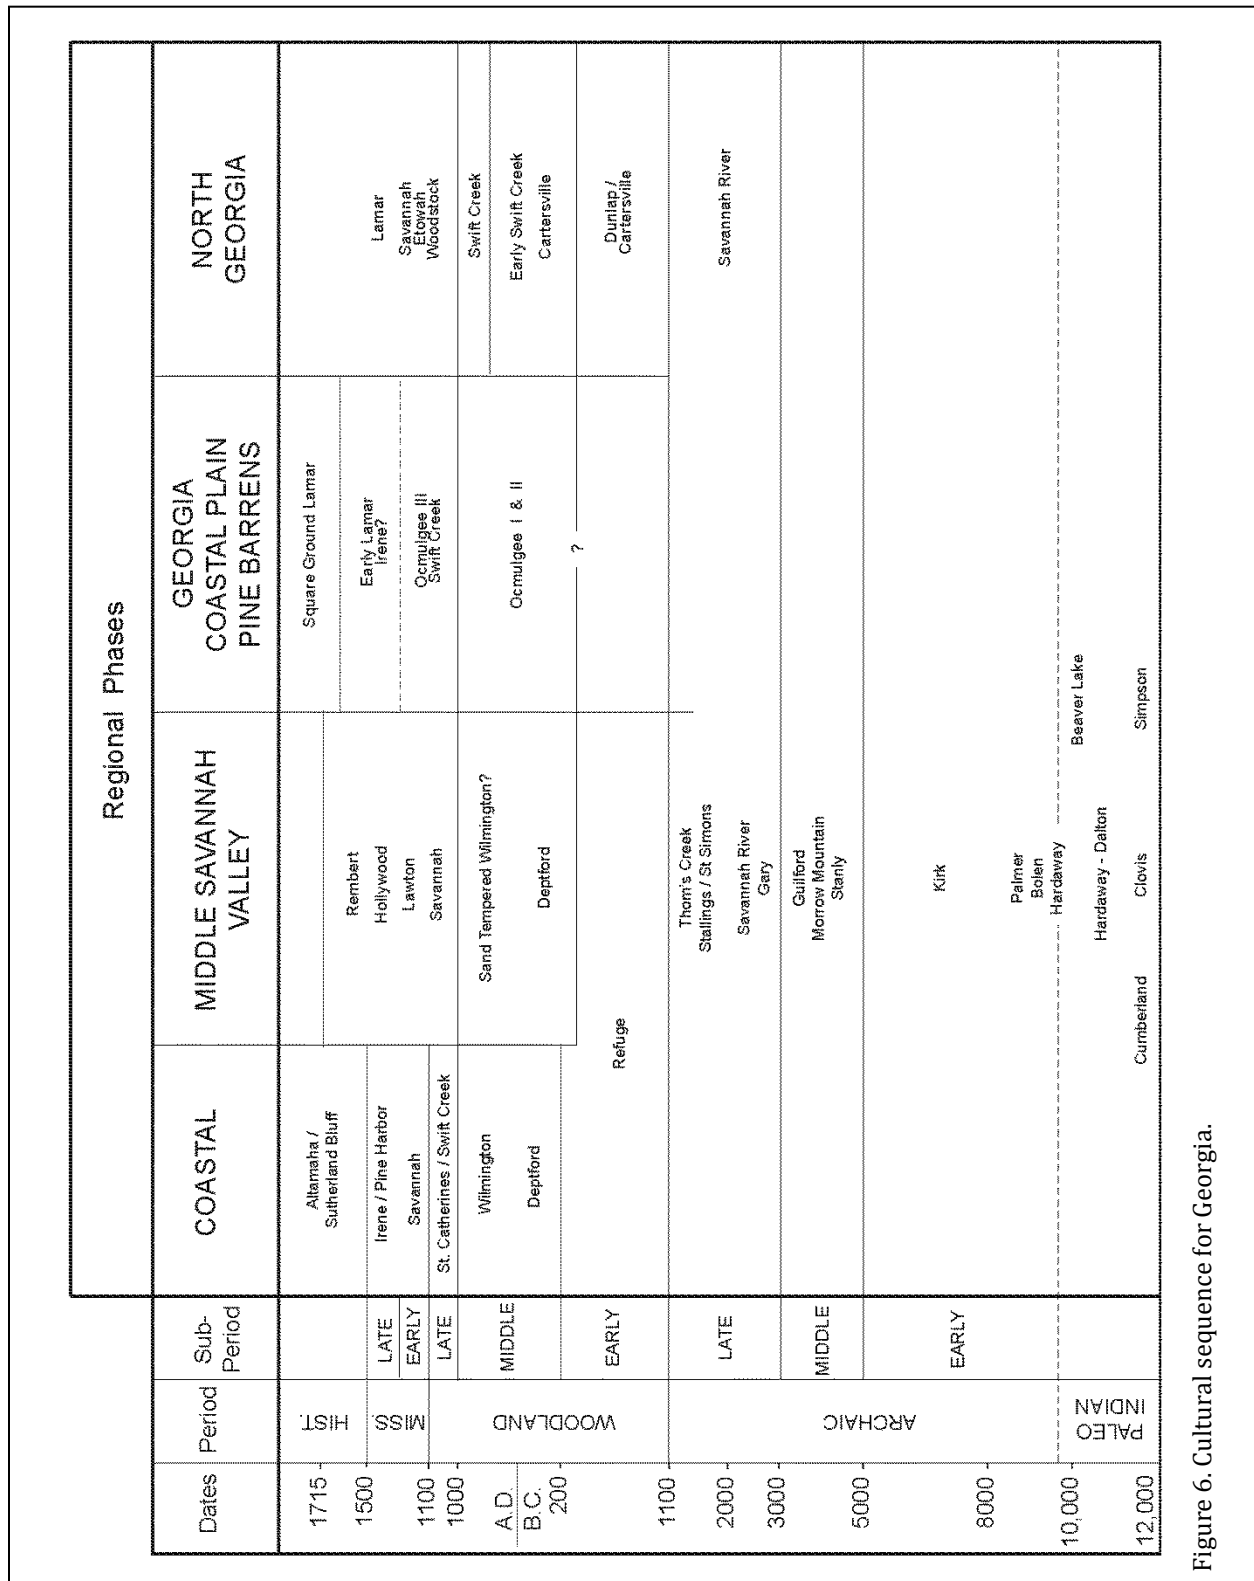 Regional Phases
Dates
Period
Sub-
Period
COASTAL
MIDDLE SAVANNAH
VALLEY
GEORGIA
COASTAL PLAIN
PINE BARRENS
NORTH
GEORGIA
1715
1500
1100
1000
A.D.
B.C.
200
1100
2000
3000
5000
8000
10,000
12,000
HIST.
MISS.
WOODLAND
ARCHAIC
PALEO
INDIAN
LATE
EARLY
LATE
MIDDLE
EARLY
LATE
MIDDLE
EARLY
Altamaha /
Sutherland Bluff
Irene / Pine Harbor
Savannah
St. Catherines / Swift Creek
Wilmington
Deptford
Refuge
Rembert
Hollywood
Lawton
Savannah
Sand Tempered Wilmington?
Deptford
Square Ground Lamar
Early Lamar
Irene?
Ocmulgee III
Swift Creek
Ocmulgee I & II
?
Lamar
Savannah
Etowah
Woodstock
Swift Creek
Early Swift Creek
Cartersville
Dunlap /
Cartersville
Savannah River
Thom's Creek
Stallings / St Simons
Savannah River
Gary
Guilford
Morrow Mountain
Stanly
Kirk
Palmer
Bolen
Hardaway
Beaver Lake
Hardaway - Dalton
Cumberland
Clovis
Simpson
Figure 6. Cultural sequence for Georgia.